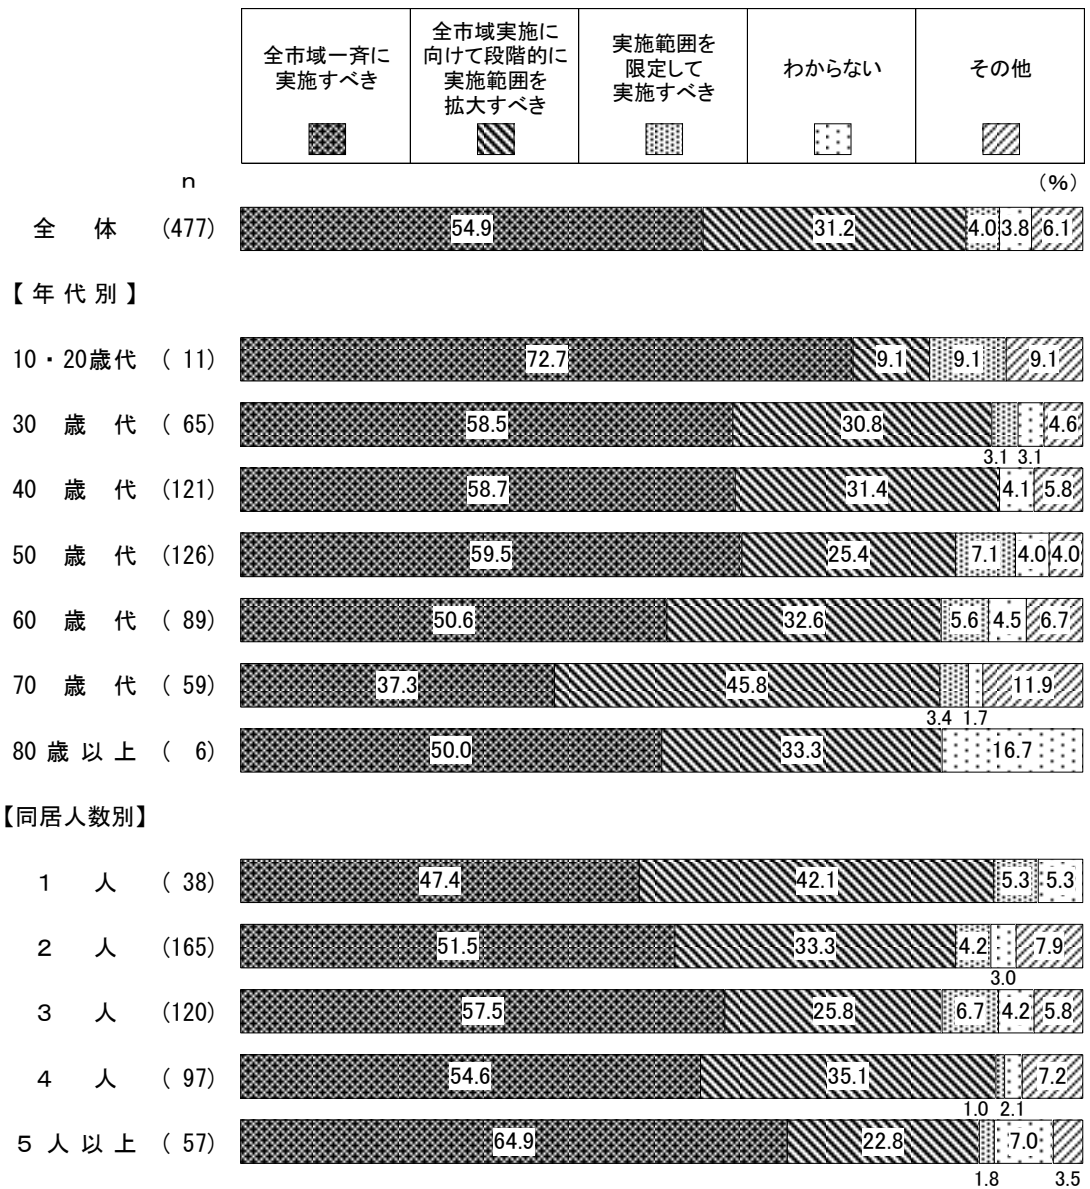 全市域一斉に
実施すべき
全市域実施に
向けて段階的に
実施範囲を
拡大すべき
実施範囲を
限定して
実施すべき
わからない
その他
n
(%)
全 体 (477) 54.9 31.2 4.0 3.8 6.1
【年代別】
10・20歳代 ( 11) 72.7 9.1 9.1 9.1
30 歳 代 ( 65) 58.5 30.8 4.6
3.1 3.1
40 歳 代 (121) 58.7 31.4 4.1 5.8
50 歳 代 (126) 59.5 25.4 7.1 4.0 4.0
60 歳 代 ( 89) 50.6 32.6 5.6 4.5 6.7
70 歳 代 ( 59) 37.3 45.8 11.9
3.4 1.7
80 歳 以 上 ( 6) 50.0 33.3 16.7
【同居人数別】
1 人 ( 38) 47.4 42.1 5.3 5.3
2 人 (165) 51.5 33.3 4.2 7.9
3.0
3 人 (120) 57.5 25.8 6.7 4.2 5.8
4 人 ( 97) 54.6 35.1 7.2
1.0 2.1
5 人 以 上 ( 57) 64.9 22.8 7.0
1.8 3.5